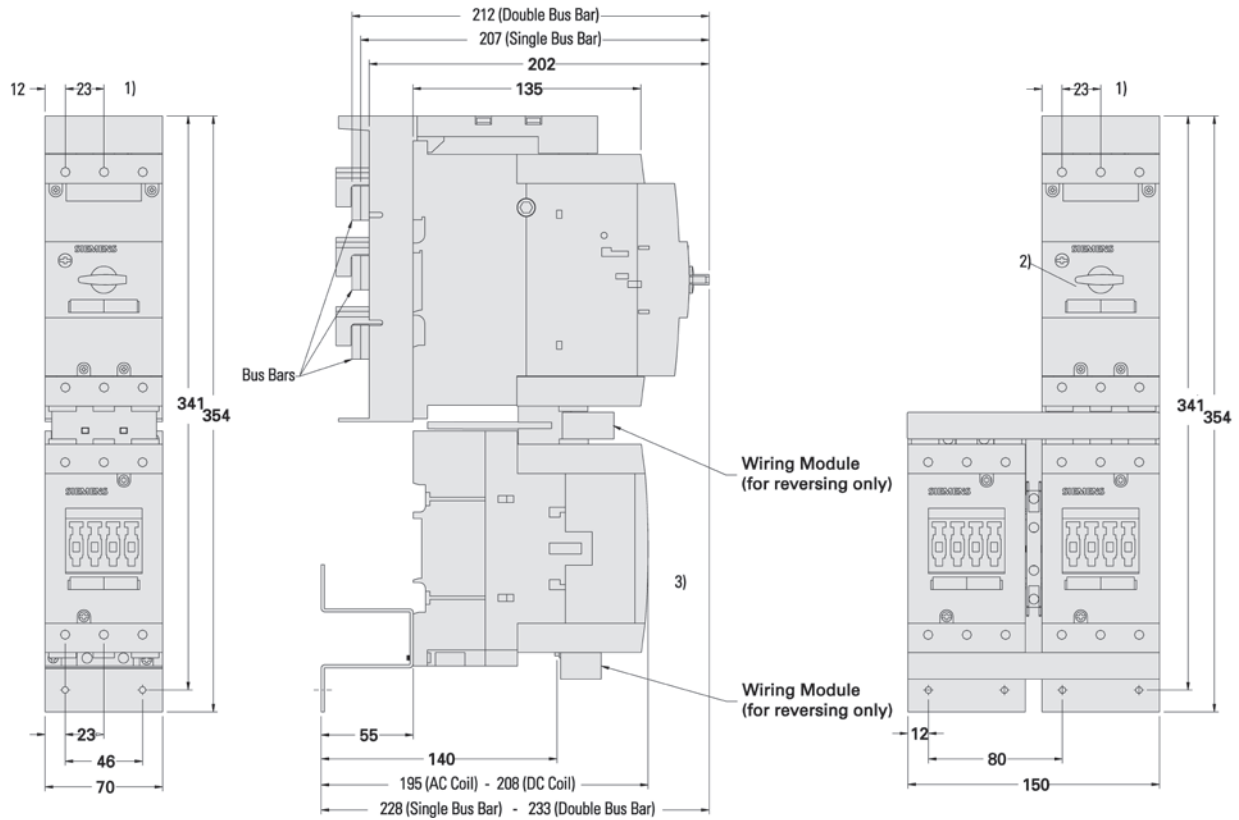 212 (Double Bus Bar)
207 (Single Bus Bar)
202
135
12
23
1)
SIEMENS
341
354
SIEMENS
23
46
70
Bus Bars
Wiring Module
(for reversing only)
3)
Wiring Module
(for reversing only)
55
140
195 (AC Coil) - 208 (DC Coil)
228 (Single Bus Bar) - 233 (Double Bus Bar)
23
1)
SIEMENS
2)
341
354
SIEMENS
SIEMENS
12
80
150